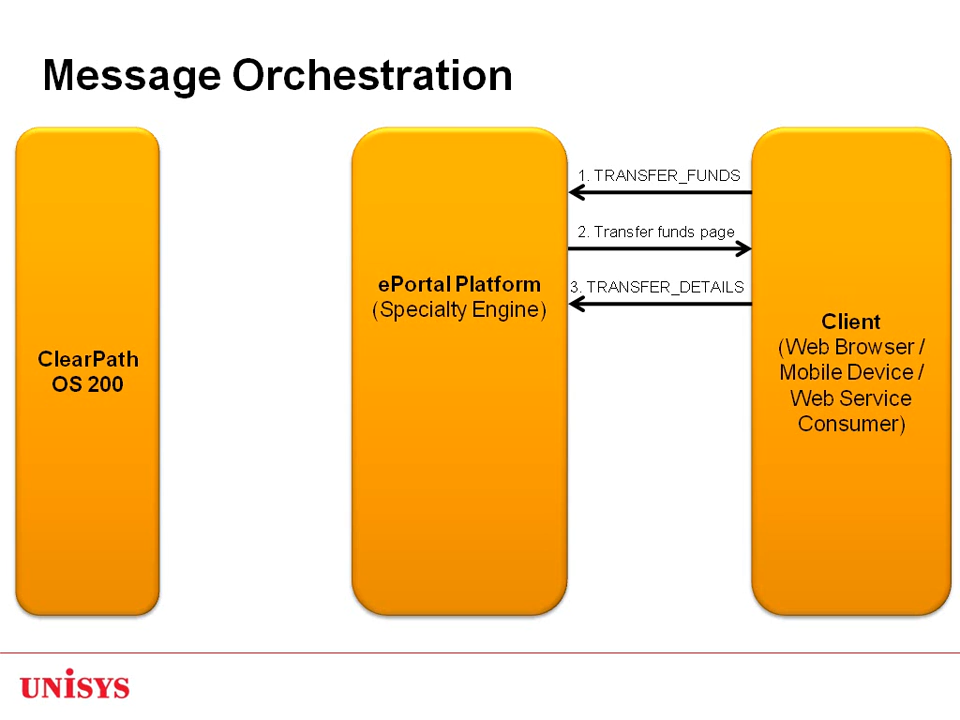 Message Orchestration
ClearPath
OS 200
ePortal Platform
(Specialty Engine)
1. TRANSFER_FUNDS
2. Transfer funds page
3. TRANSFER_DETAILS
Client
(Web Browser /
Mobile Device /
Web Service
Consumer)
UNISYS